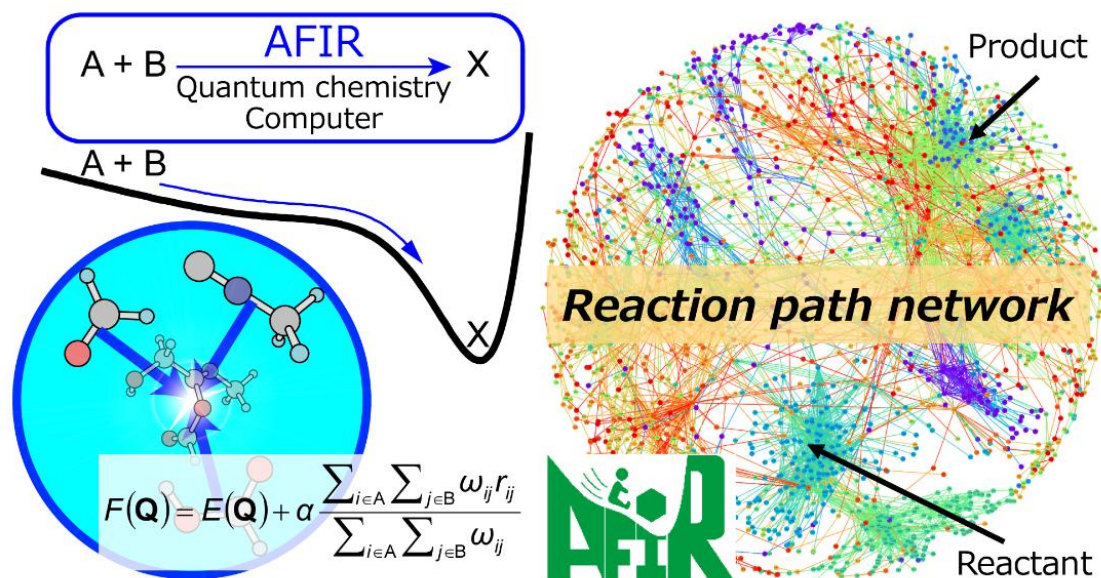 AFIR
A + B
X
Quantum chemistry
Computer
A + B
X
F(Q) = E(Q) + α ∑i∈A ∑j∈B ωij rij / ∑i∈A ∑j∈B ωij
Product
Reaction path network
AFIR
Reactant